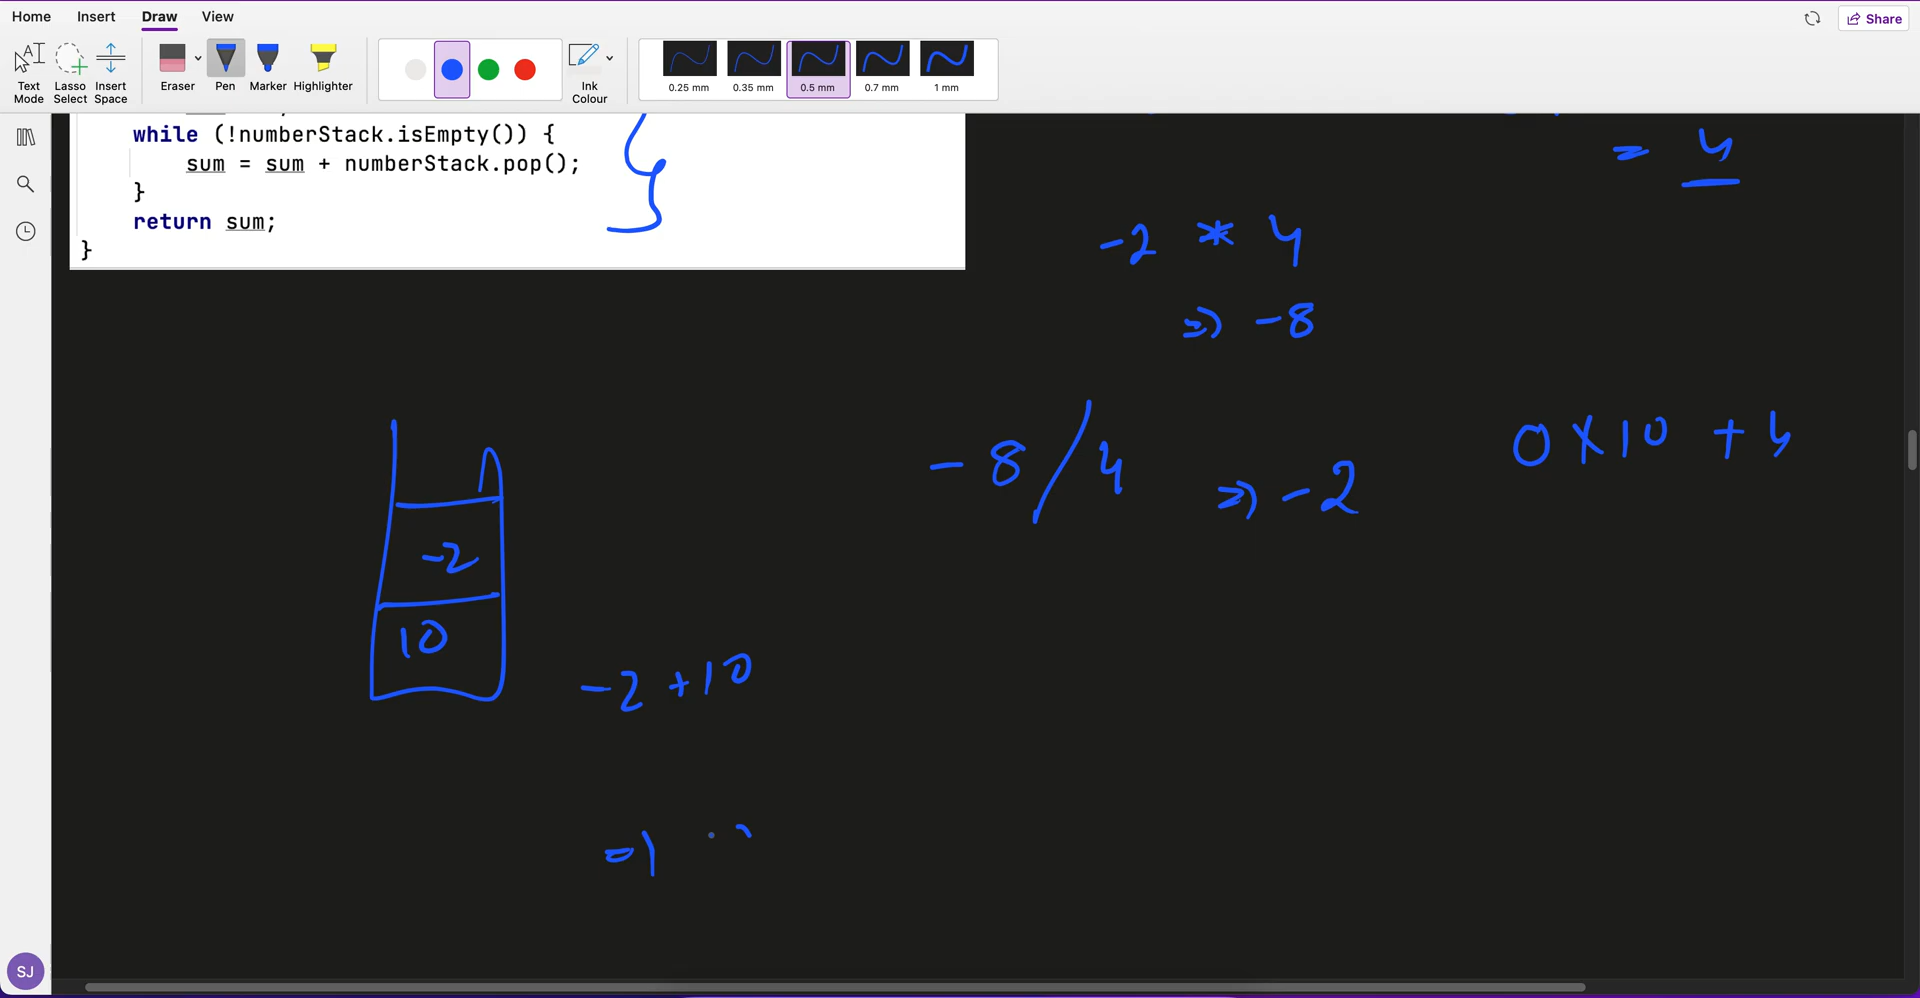 Home Insert Draw View
Share
Text Mode
Lasso Select
Insert Space
Eraser
Pen
Marker
Highlighter
Ink Colour
0.25 mm
0.35 mm
0.5 mm
0.7 mm
1 mm
while (!numberStack.isEmpty()) {
sum = sum + numberStack.pop();
}
return sum;
}
= 4
-2 * 4
=> -8
- 8 / 4 => -2
0 x 10 + 4
-2
10
-2 + 10
SJ